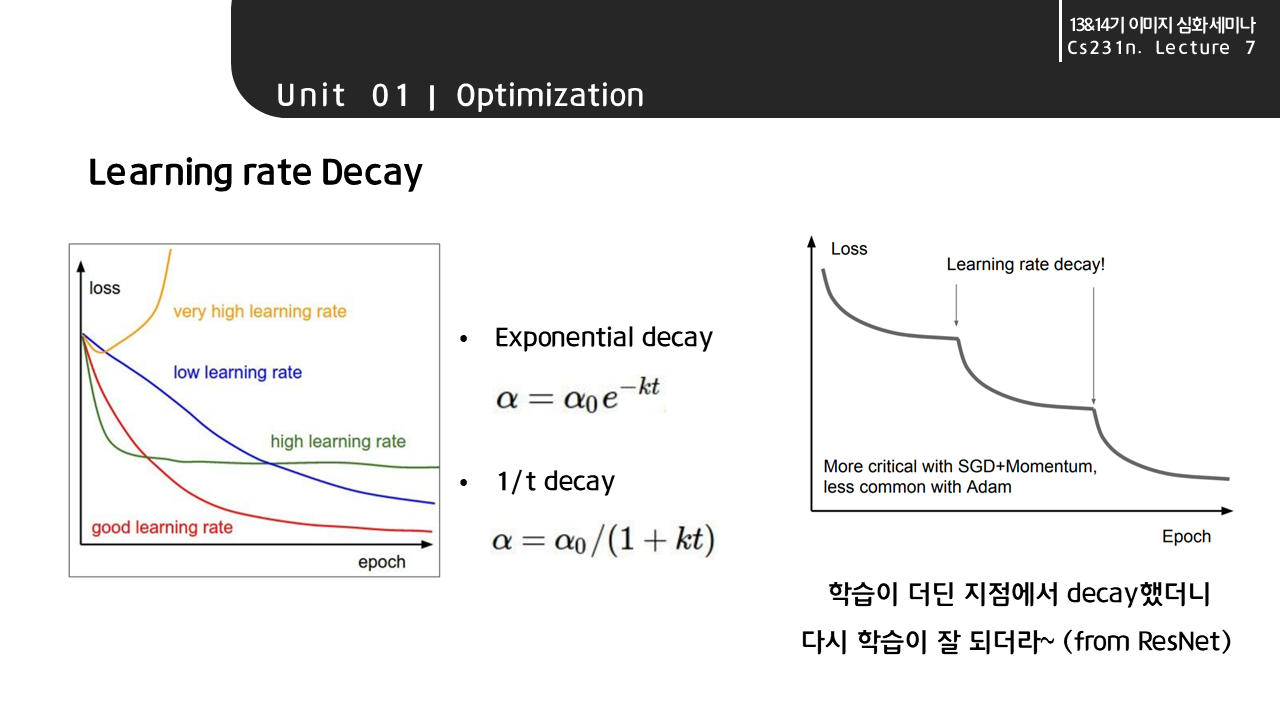 13&14기 이미지 심화세미나
Cs231n. Lecture 7
Unit 01 | Optimization
Learning rate Decay
loss
very high learning rate
low learning rate
high learning rate
good learning rate
epoch
• Exponential decay
α = α₀e^{−kt}
• 1/t decay
α = α₀/(1 + kt)
Loss
Learning rate decay!
More critical with SGD+Momentum,
less common with Adam
Epoch
학습이 더딘 지점에서 decay했더니
다시 학습이 잘 되더라~ (from ResNet)